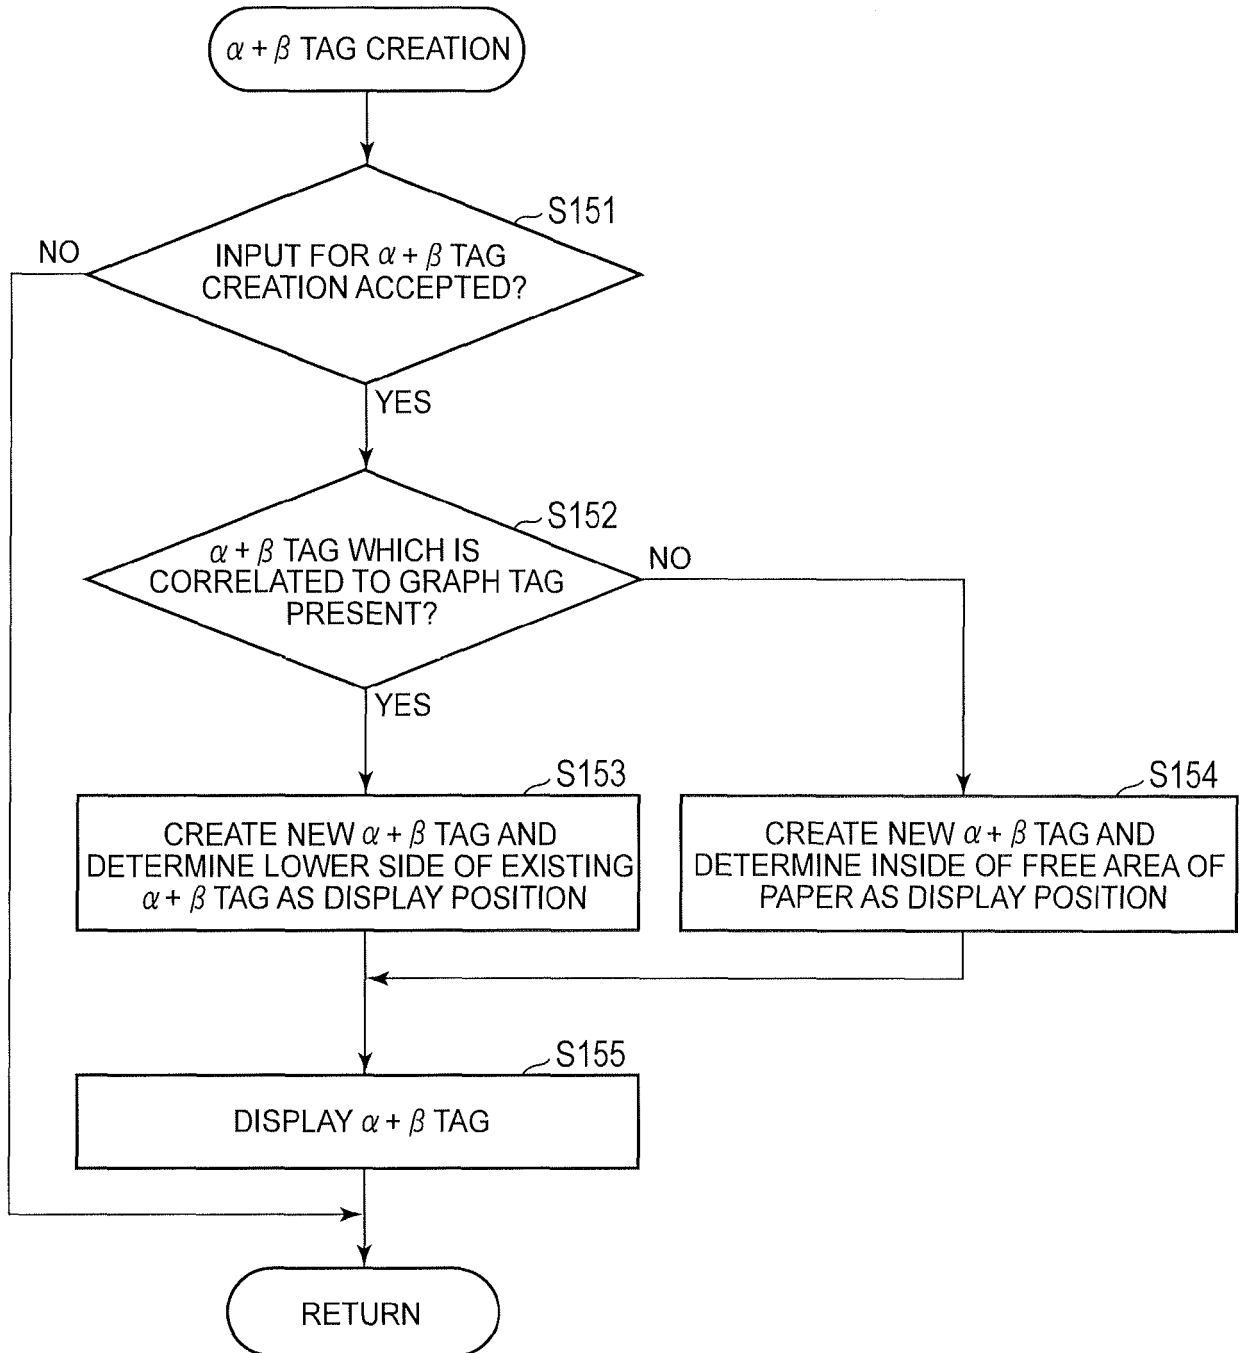 α + β TAG CREATION
S151
NO
INPUT FOR α + β TAG
CREATION ACCEPTED?
YES
S152
α + β TAG WHICH IS
CORRELATED TO GRAPH TAG
PRESENT?
NO
YES
S153
CREATE NEW α + β TAG AND
DETERMINE LOWER SIDE OF EXISTING
α + β TAG AS DISPLAY POSITION
S154
CREATE NEW α + β TAG AND
DETERMINE INSIDE OF FREE AREA OF
PAPER AS DISPLAY POSITION
S155
DISPLAY α + β TAG
RETURN